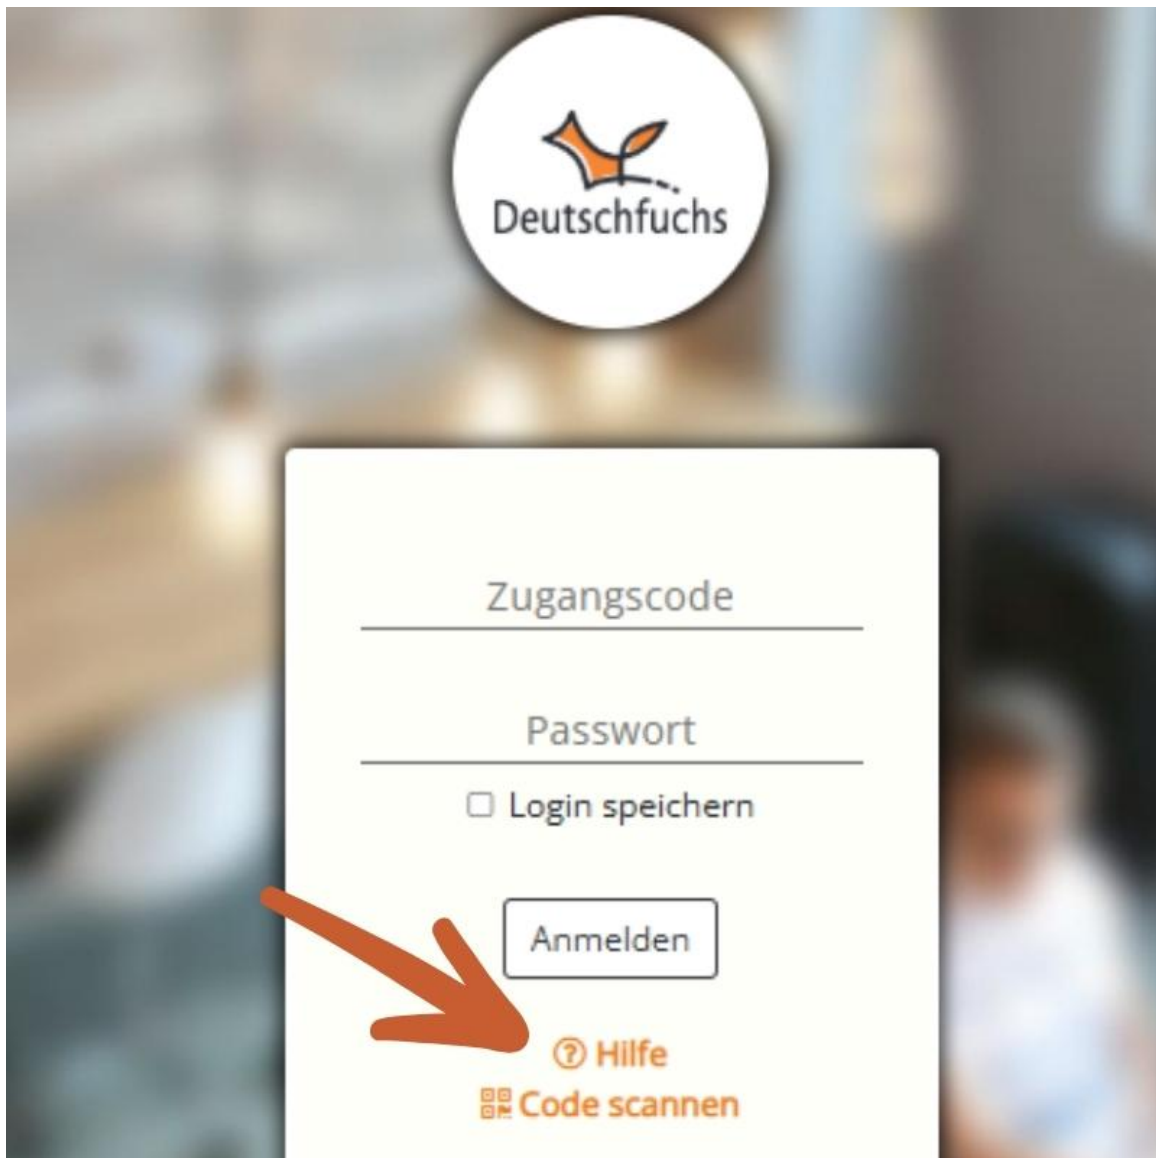 Deutschfuchs
Zugangscode
Passwort
Login speichern
Anmelden
Hilfe
Code scannen